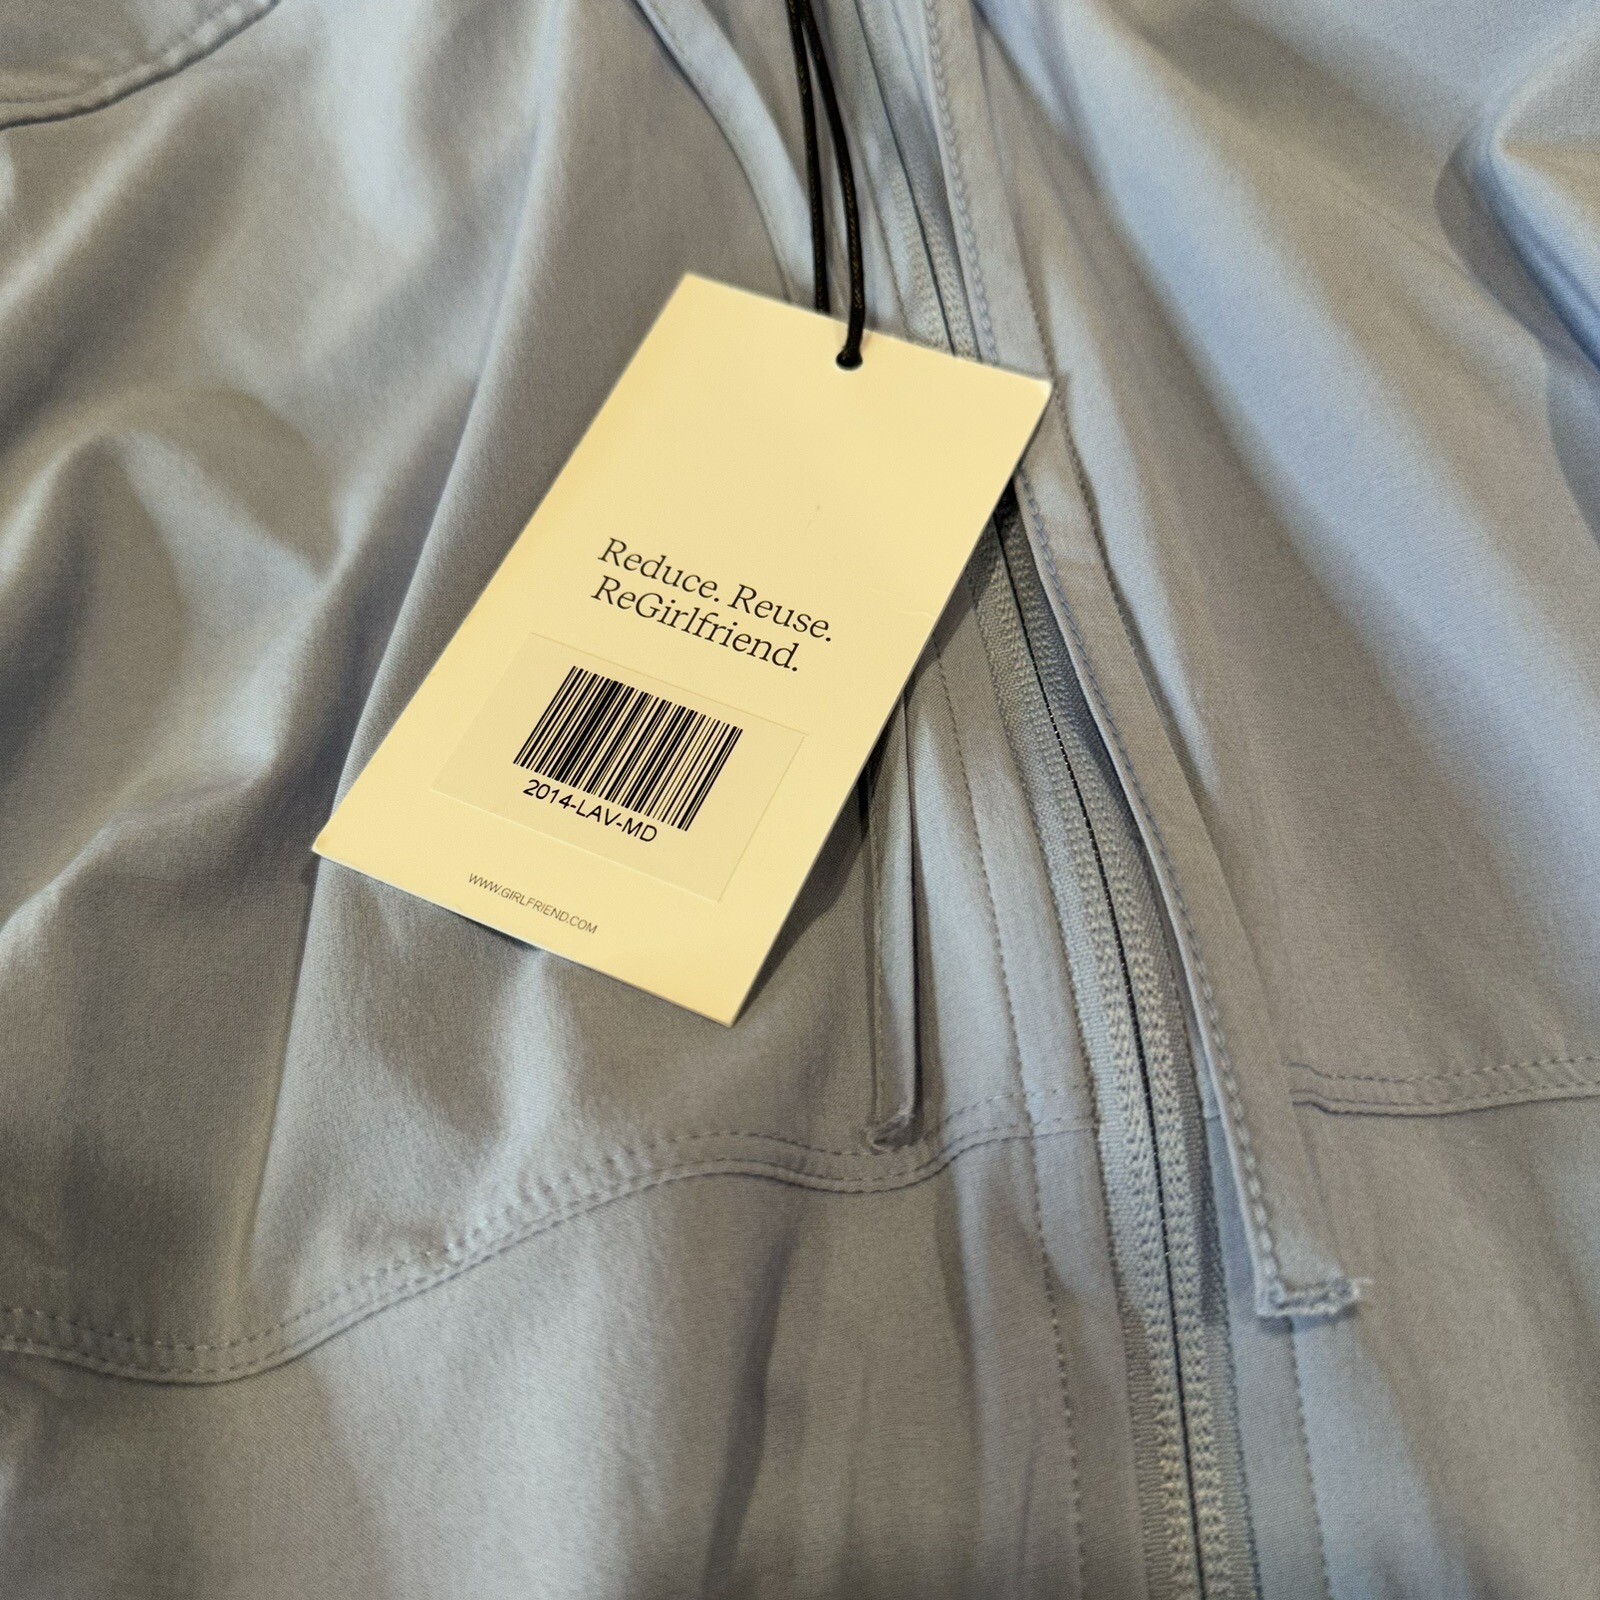 Reduce. Reuse.
ReGirlfriend.
2014-LAV-MD
WWW.GIRLFRIEND.COM